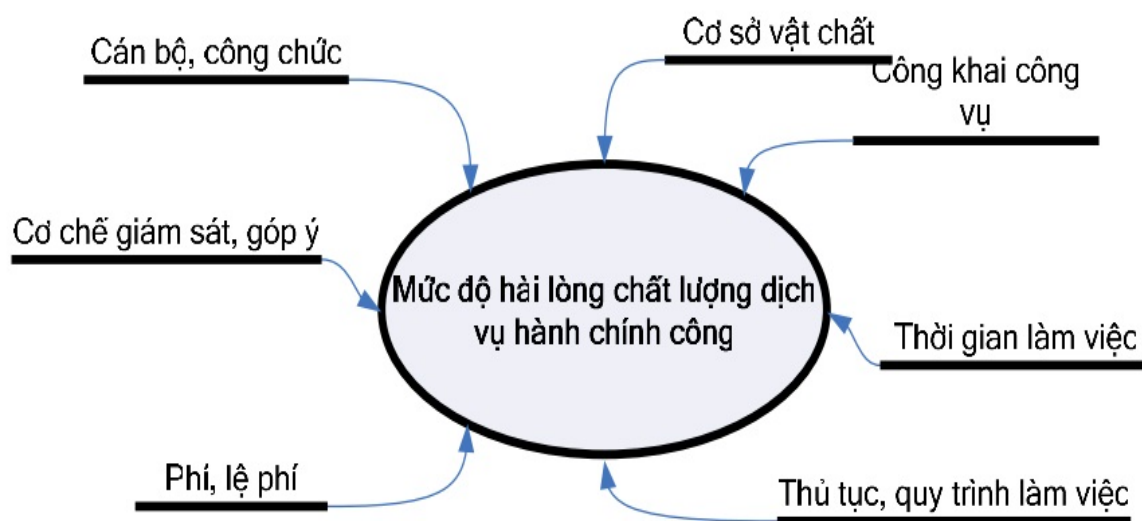 Cơ sở vật chất
Cán bộ, công chức
Công khai công
vụ
Cơ chế giám sát, góp ý
Mức độ hài lòng chất lượng dịch
vụ hành chính công
Thời gian làm việc
Phí, lệ phí
Thủ tục, quy trình làm việc